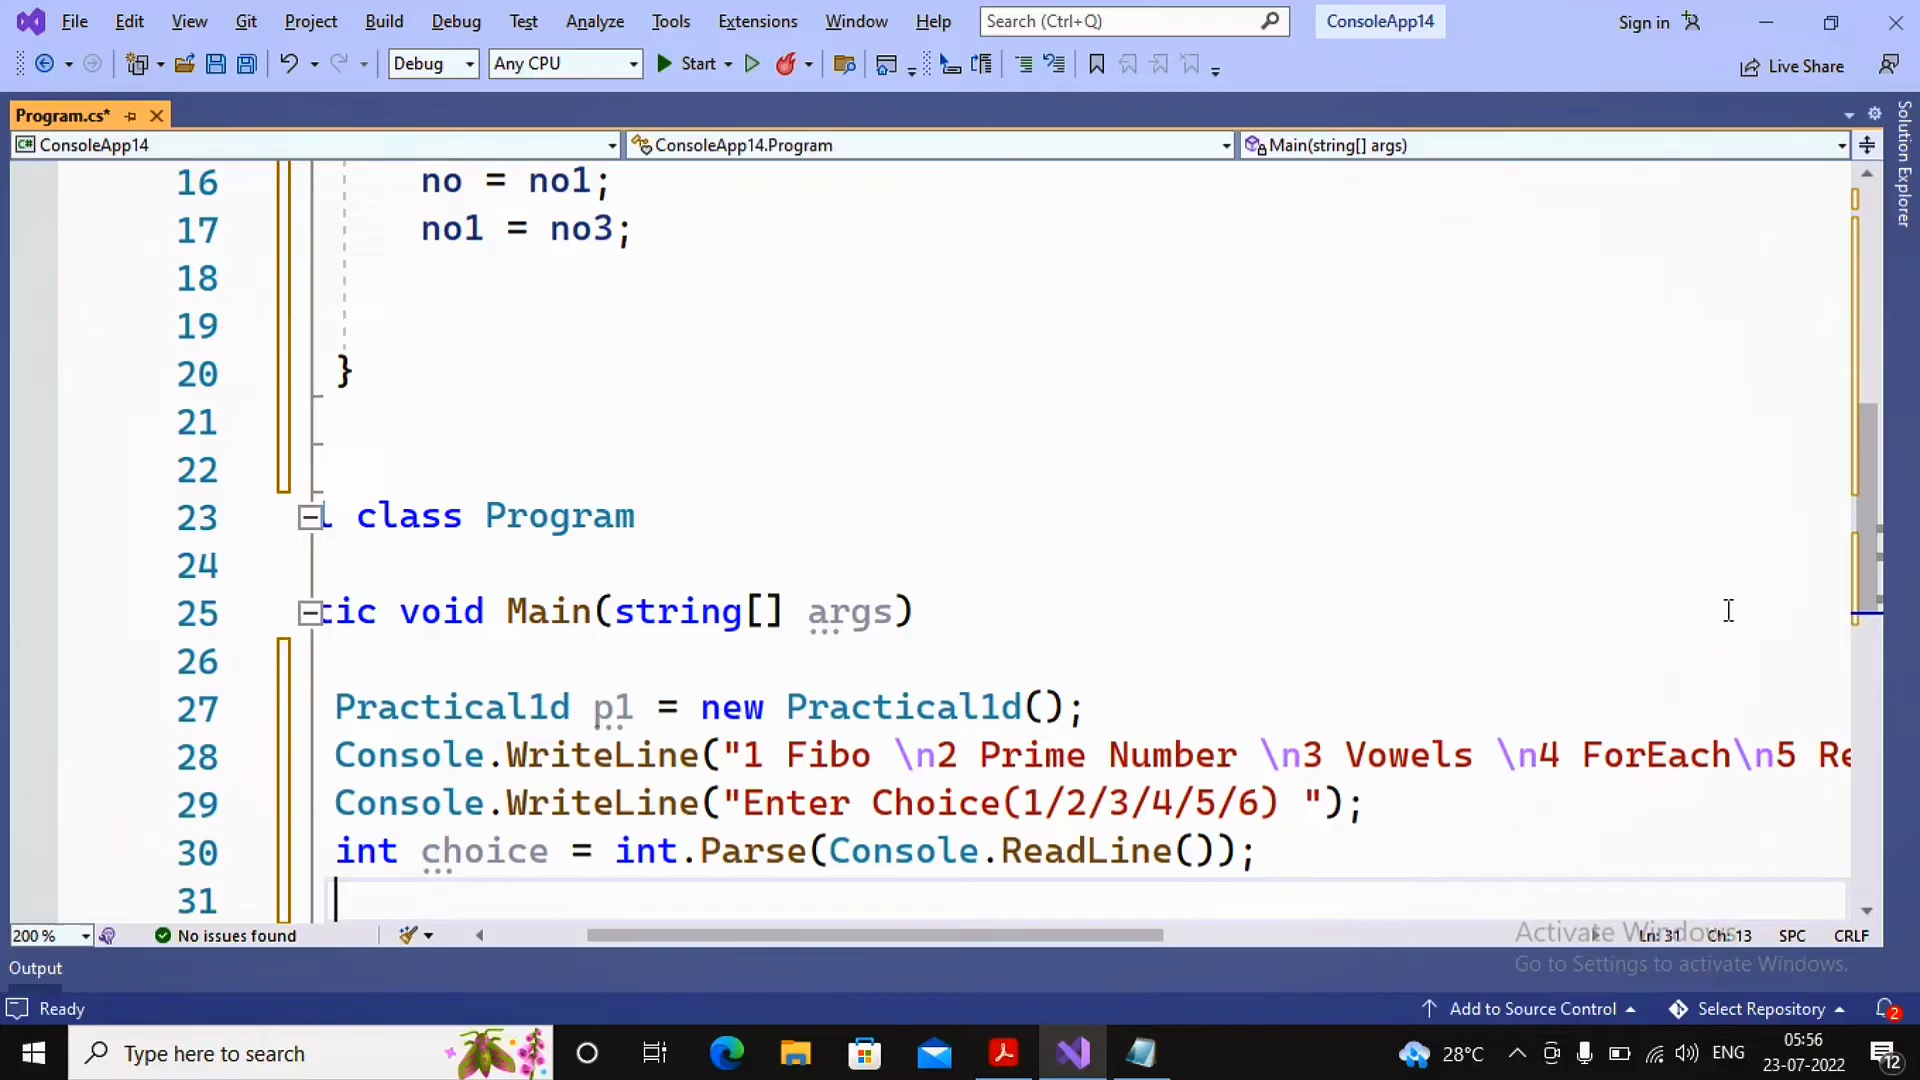 File Edit View Git Project Build Debug Test Analyze Tools Extensions Window Help Search (Ctrl+Q) ConsoleApp14 Sign in
Debug Any CPU Start Live Share
Program.cs*
ConsoleApp14 ConsoleApp14.Program Main(string[] args)
Solution Explorer
16 no = no1;
17 no1 = no3;
18
19
20 }
21
22
23 l class Program
24
25 tic void Main(string[] args)
26
27 Practical1d p1 = new Practical1d();
28 Console.WriteLine("1 Fibo \n2 Prime Number \n3 Vowels \n4 ForEach\n5 Re
29 Console.WriteLine("Enter Choice(1/2/3/4/5/6) ");
30 int choice = int.Parse(Console.ReadLine());
31
200 % No issues found Ln: 31 Ch: 13 SPC CRLF
Activate Windows
Go to Settings to activate Windows.
Output
Ready Add to Source Control Select Repository 2
Type here to search 28°C ENG 05:56 23-07-2022 12